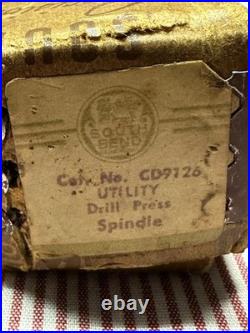 SOUTH
BEND
Cat. No. CD9126
UTILITY
Drill Press
Spindle